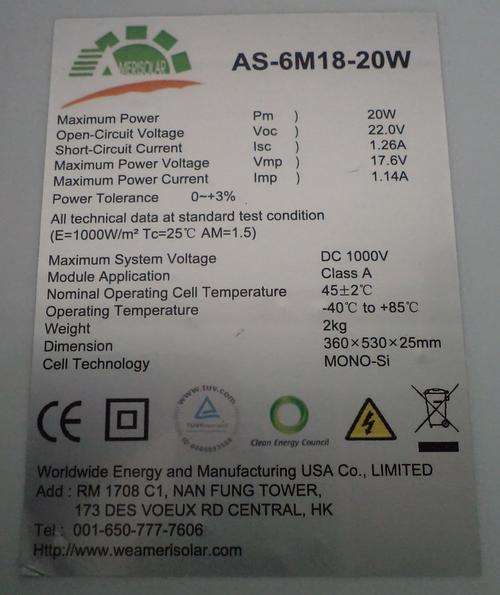 AMERISOLAR
AS-6M18-20W
Maximum Power Pm ) 20W
Open-Circuit Voltage Voc ) 22.0V
Short-Circuit Current Isc ) 1.26A
Maximum Power Voltage Vmp ) 17.6V
Maximum Power Current Imp ) 1.14A
Power Tolerance 0~+3%
All technical data at standard test condition
(E=1000W/m² Tc=25℃ AM=1.5)
Maximum System Voltage DC 1000V
Module Application Class A
Nominal Operating Cell Temperature 45±2℃
Operating Temperature -40℃ to +85℃
Weight 2kg
Dimension 360×530×25mm
Cell Technology MONO-Si
CE
www.tuv.com
Clean Energy Council
Worldwide Energy and Manufacturing USA Co., LIMITED
Add : RM 1708 C1, NAN FUNG TOWER,
173 DES VOEUX RD CENTRAL, HK
Tel : 001-650-777-7606
Http://www.weamerisolar.com